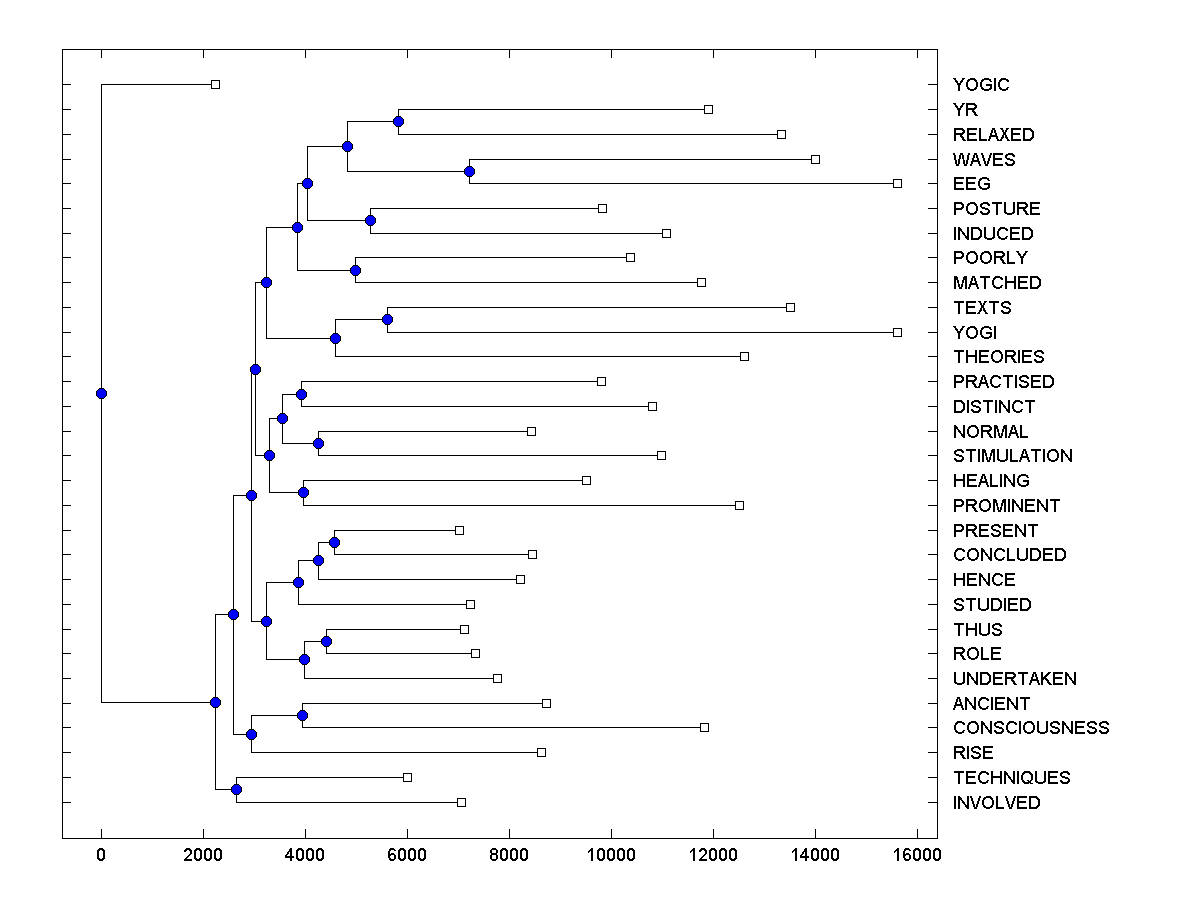 YOGIC
YR
RELAXED
WAVES
EEG
POSTURE
INDUCED
POORLY
MATCHED
TEXTS
YOGI
THEORIES
PRACTISED
DISTINCT
NORMAL
STIMULATION
HEALING
PROMINENT
PRESENT
CONCLUDED
HENCE
STUDIED
THUS
ROLE
UNDERTAKEN
ANCIENT
CONSCIOUSNESS
RISE
TECHNIQUES
INVOLVED
0 2000 4000 6000 8000 10000 12000 14000 16000